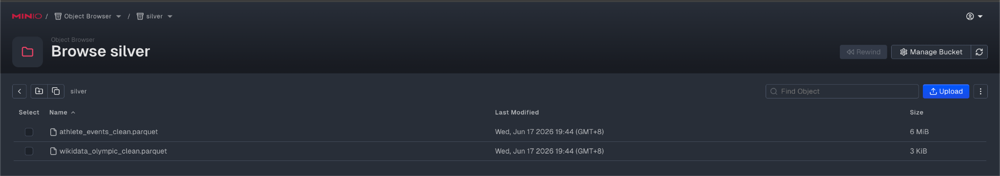 MINIO / Object Browser / silver
Object Browser
Browse silver
Rewind Manage Bucket
silver Find Object Upload
Select Name Last Modified Size
athlete_events_clean.parquet Wed, Jun 17 2026 19:44 (GMT+8) 6 MiB
wikidata_olympic_clean.parquet Wed, Jun 17 2026 19:44 (GMT+8) 3 KiB